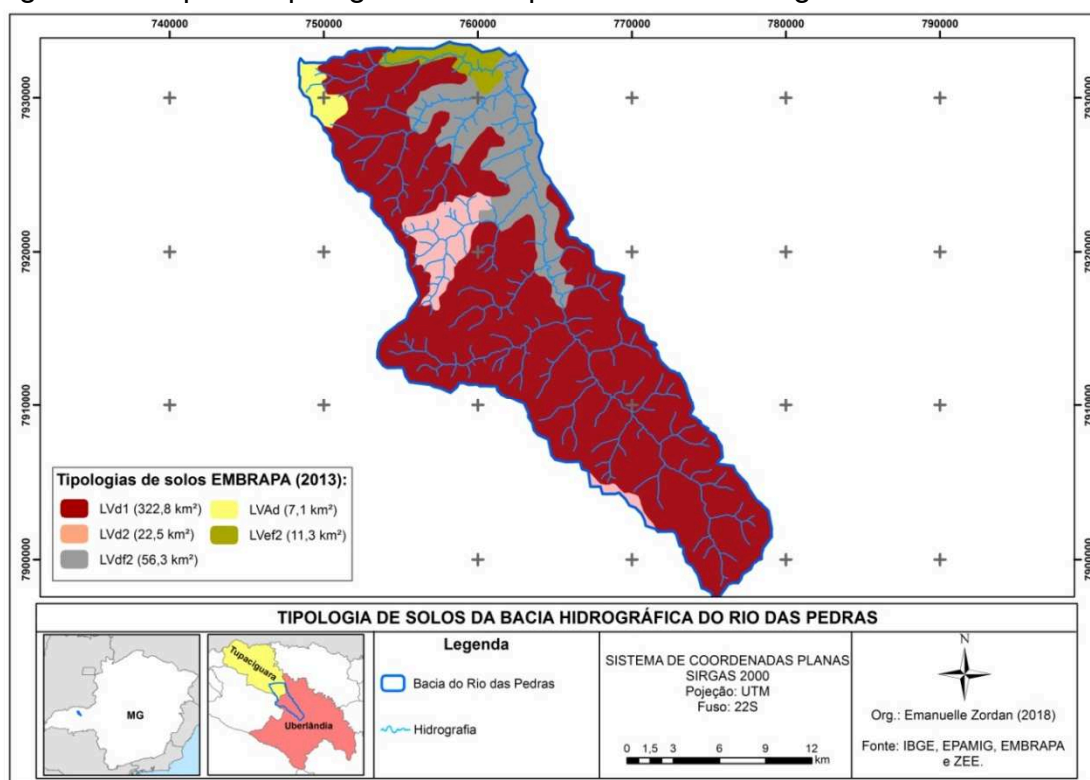 740000 750000 760000 770000 780000 790000
7930000 7930000
7920000 7920000
7910000 7910000
7900000 7900000
Tipologias de solos EMBRAPA (2013):
LVd1 (322,8 km²) LVAd (7,1 km²)
LVd2 (22,5 km²) LVef2 (11,3 km²)
LVdf2 (56,3 km²)
TIPOLOGIA DE SOLOS DA BACIA HIDROGRÁFICA DO RIO DAS PEDRAS
MG
Tupaciguara
Uberlândia
Legenda
Bacia do Rio das Pedras
Hidrografia
SISTEMA DE COORDENADAS PLANAS
SIRGAS 2000
Pojeção: UTM
Fuso: 22S
0 1,5 3 6 9 12
km
N
Org.: Emanuelle Zordan (2018)
Fonte: IBGE, EPAMIG, EMBRAPA
e ZEE.